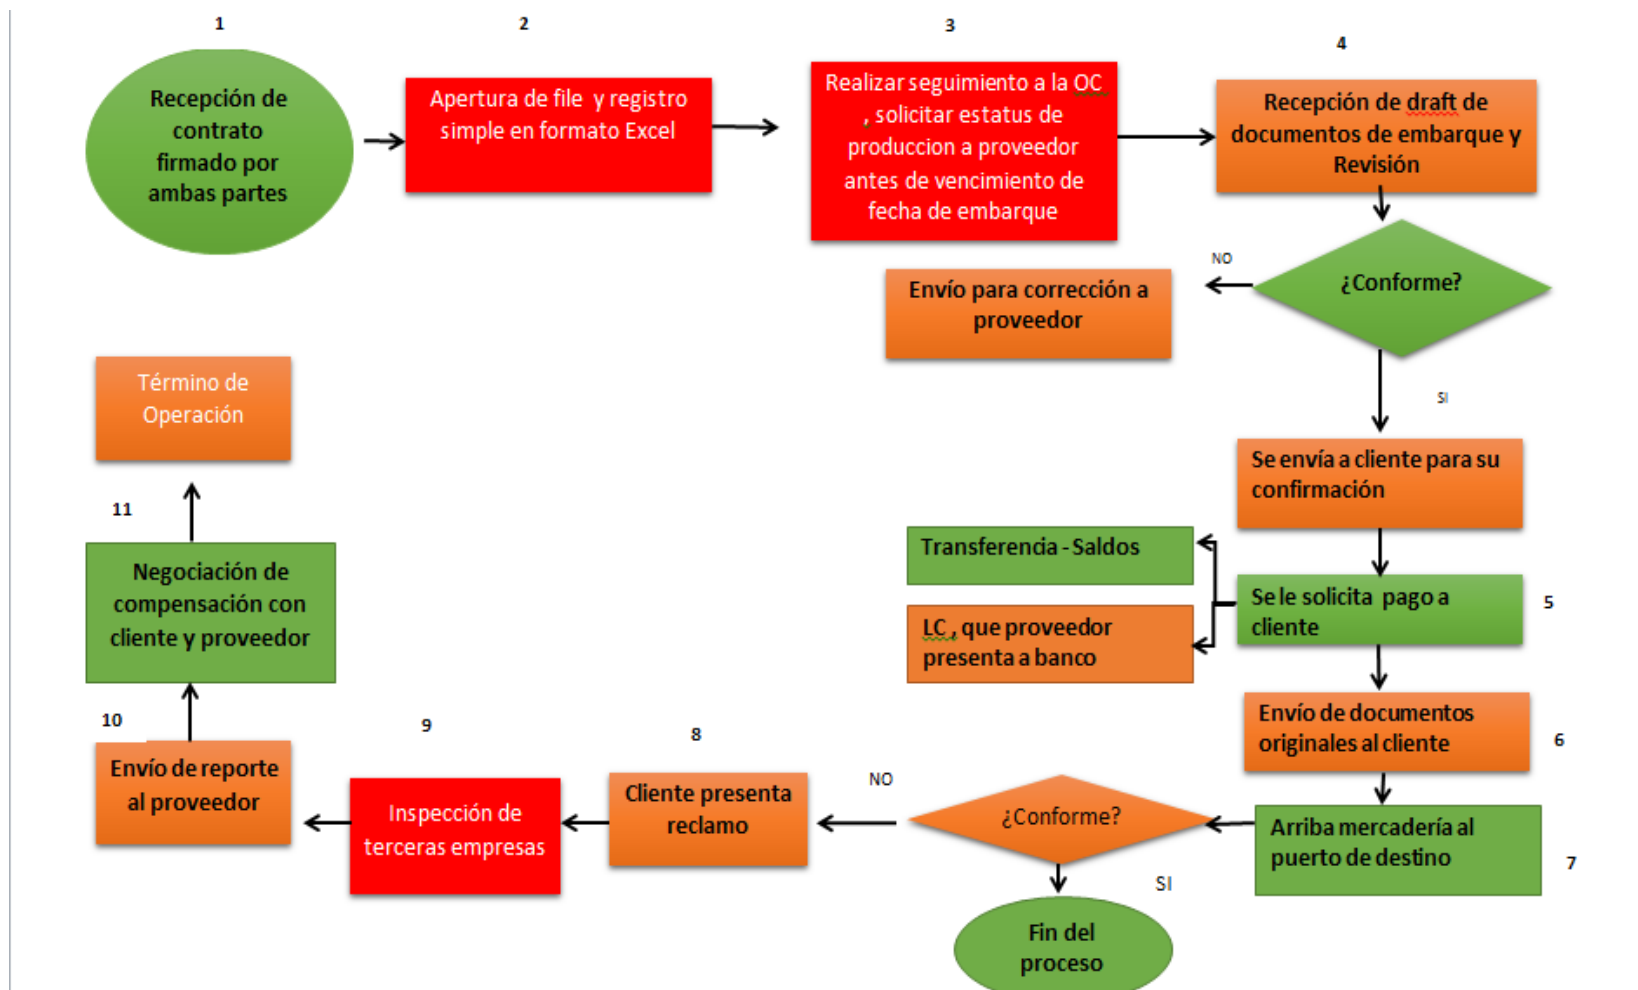 1
Recepción de
contrato
firmado por
ambas partes
2
Apertura de file y registro
simple en formato Excel
3
Realizar seguimiento a la OC
, solicitar estatus de
produccion a proveedor
antes de vencimiento de
fecha de embarque
4
Recepción de draft de
documentos de embarque y
Revisión
¿Conforme?
NO
Envío para corrección a
proveedor
SI
Se envía a cliente para su
confirmación
Se le solicita pago a
cliente
5
Transferencia - Saldos
LC , que proveedor
presenta a banco
Envío de documentos
originales al cliente
6
Arriba mercadería al
puerto de destino
7
¿Conforme?
SI
Fin del
proceso
NO
8
Cliente presenta
reclamo
9
Inspección de
terceras empresas
10
Envío de reporte
al proveedor
Negociación de
compensación con
cliente y proveedor
11
Término de
Operación